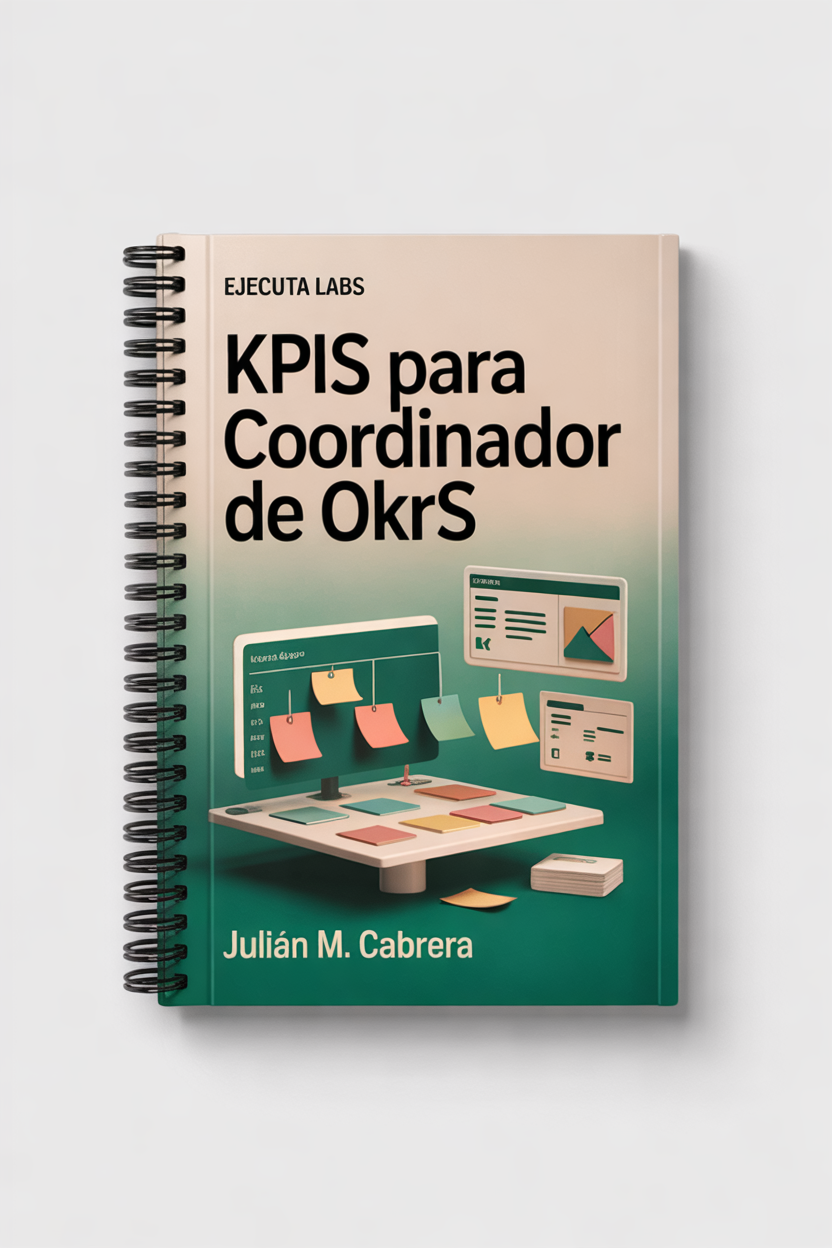 EJECUTA LABS
KPIS para
Coordinador
de OkrS
Julián M. Cabrera